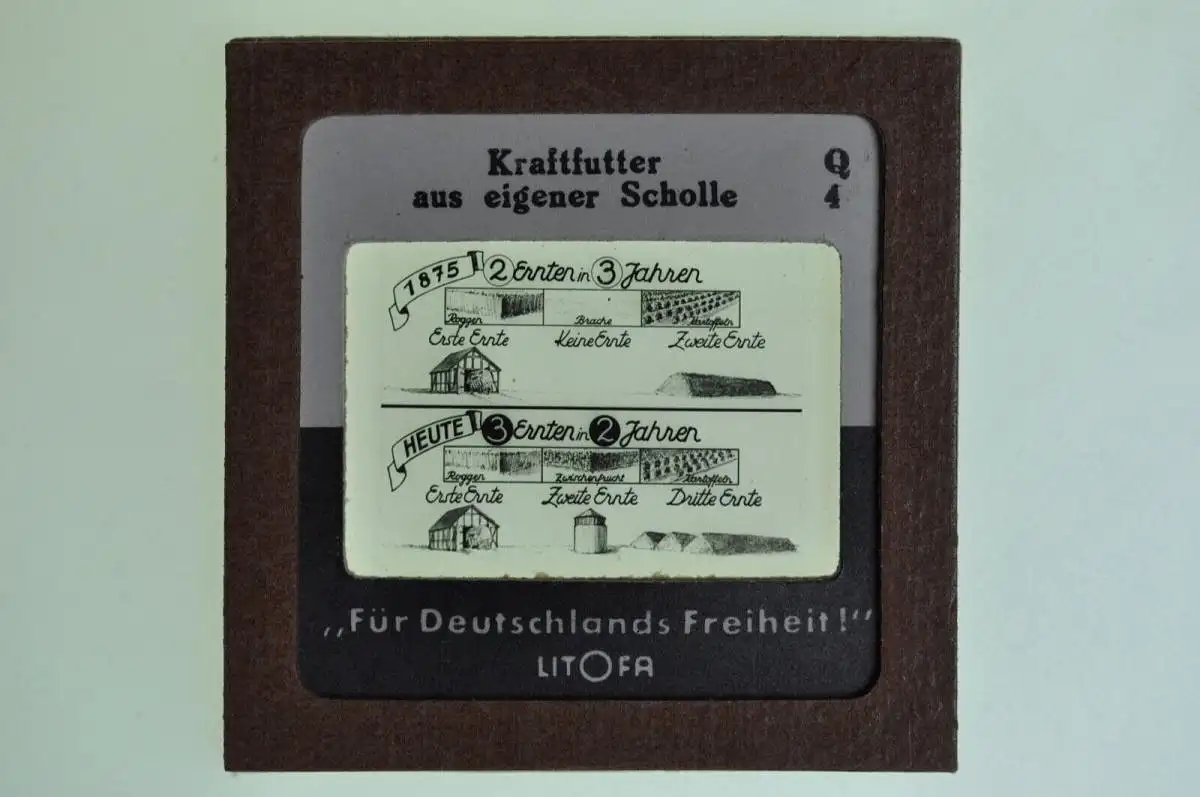 Kraftfutter
aus eigener Scholle
Q
4
1875 2 Ernten in 3 Jahren
Roggen Brache Kartoffeln
Erste Ernte Keine Ernte Zweite Ernte
HEUTE 3 Ernten in 2 Jahren
Roggen Zwischenfrucht Kartoffeln
Erste Ernte Zweite Ernte Dritte Ernte
„Für Deutschlands Freiheit!“
LITOFA